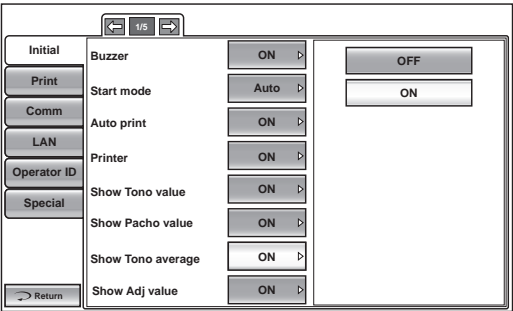 1/5
Initial
Print
Comm
LAN
Operator ID
Special
Return
Buzzer ON
Start mode Auto
Auto print ON
Printer ON
Show Tono value ON
Show Pacho value ON
Show Tono average ON
Show Adj value ON
OFF
ON